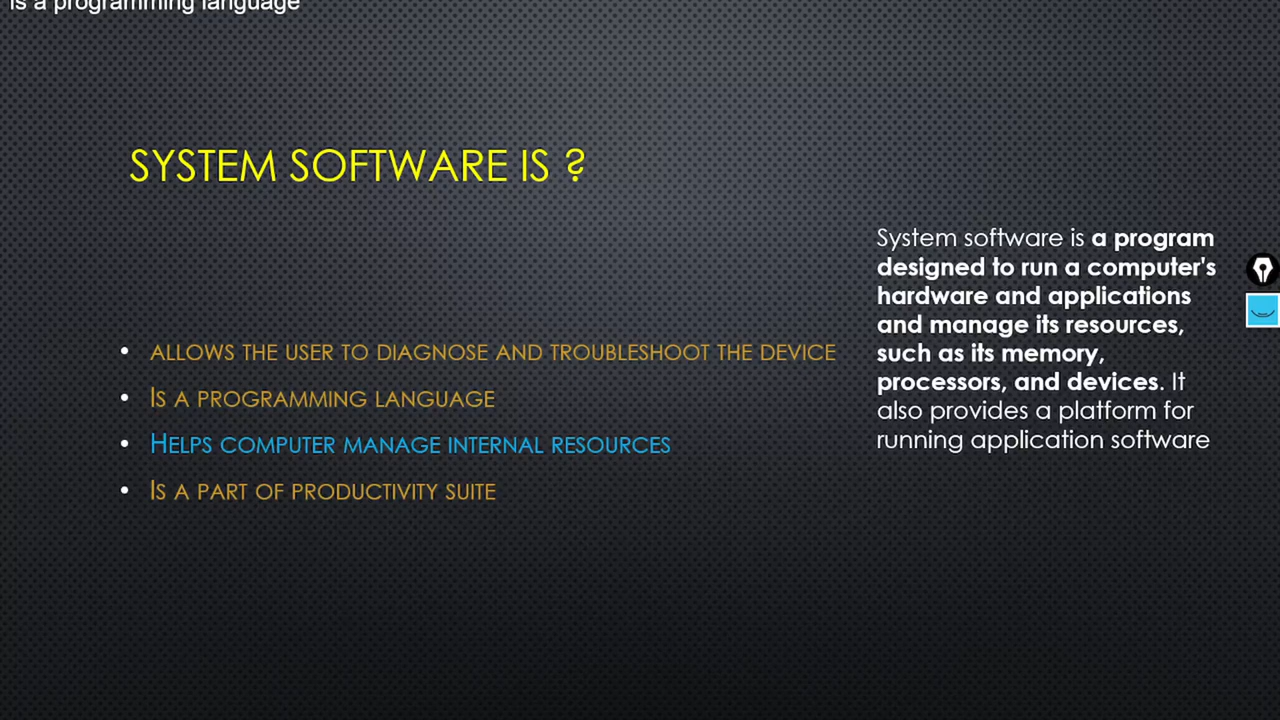 is a programming language
SYSTEM SOFTWARE IS ?
System software is a program
designed to run a computer's
hardware and applications
and manage its resources,
such as its memory,
processors, and devices. It
also provides a platform for
running application software
• ALLOWS THE USER TO DIAGNOSE AND TROUBLESHOOT THE DEVICE
• IS A PROGRAMMING LANGUAGE
• HELPS COMPUTER MANAGE INTERNAL RESOURCES
• IS A PART OF PRODUCTIVITY SUITE